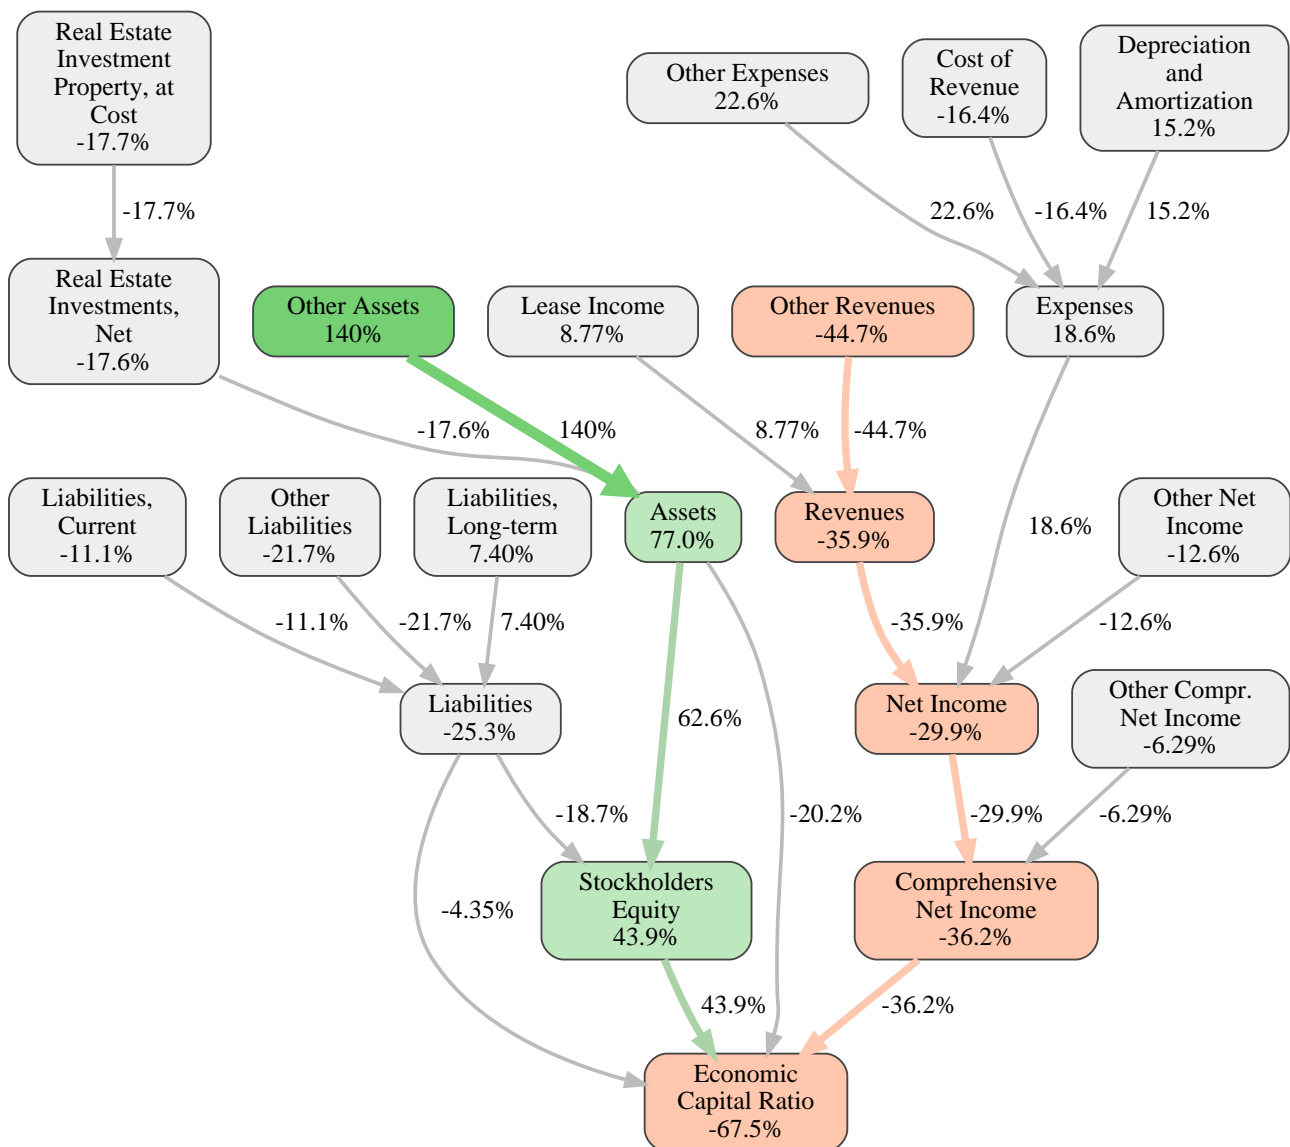 Real Estate
Investment
Property, at
Cost
-17.7%
Other Expenses
22.6%
Cost of
Revenue
-16.4%
Depreciation
and
Amortization
15.2%
-17.7%
22.6%
-16.4%
15.2%
Real Estate
Investments,
Net
-17.6%
Other Assets
140%
Lease Income
8.77%
Other Revenues
-44.7%
Expenses
18.6%
-17.6%
140%
8.77%
-44.7%
Liabilities,
Current
-11.1%
Other
Liabilities
-21.7%
Liabilities,
Long-term
7.40%
Assets
77.0%
Revenues
-35.9%
18.6%
Other Net
Income
-12.6%
-11.1%
-21.7%
7.40%
-35.9%
-12.6%
Liabilities
-25.3%
62.6%
Net Income
-29.9%
Other Compr.
Net Income
-6.29%
-18.7%
-20.2%
-29.9%
-6.29%
-4.35%
Stockholders
Equity
43.9%
Comprehensive
Net Income
-36.2%
43.9%
-36.2%
Economic
Capital Ratio
-67.5%